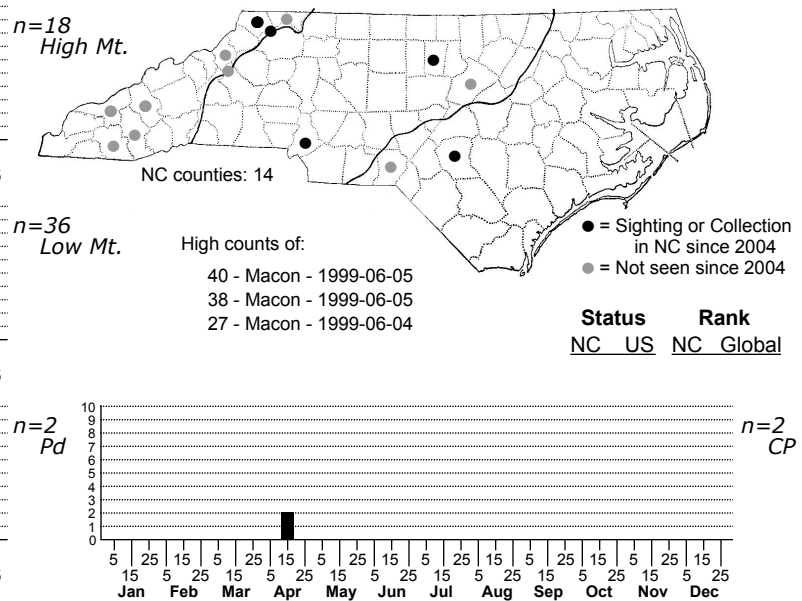 n=18
High Mt.
NC counties: 14
n=36
Low Mt.
High counts of:
40 - Macon - 1999-06-05
38 - Macon - 1999-06-05
27 - Macon - 1999-06-04
= Sighting or Collection
in NC since 2004
= Not seen since 2004
Status Rank
NC US NC Global
n=2
Pd
n=2
CP
10
9
8
7
6
5
4
3
2
1
0
5 25 15 5 25 15 5 25 15 5 25 15 5 25 15 5 25 15
15 5 25 15 5 25 15 5 25 15 5 25 15 5 25 15 5 25
Jan Feb Mar Apr May Jun Jul Aug Sep Oct Nov Dec